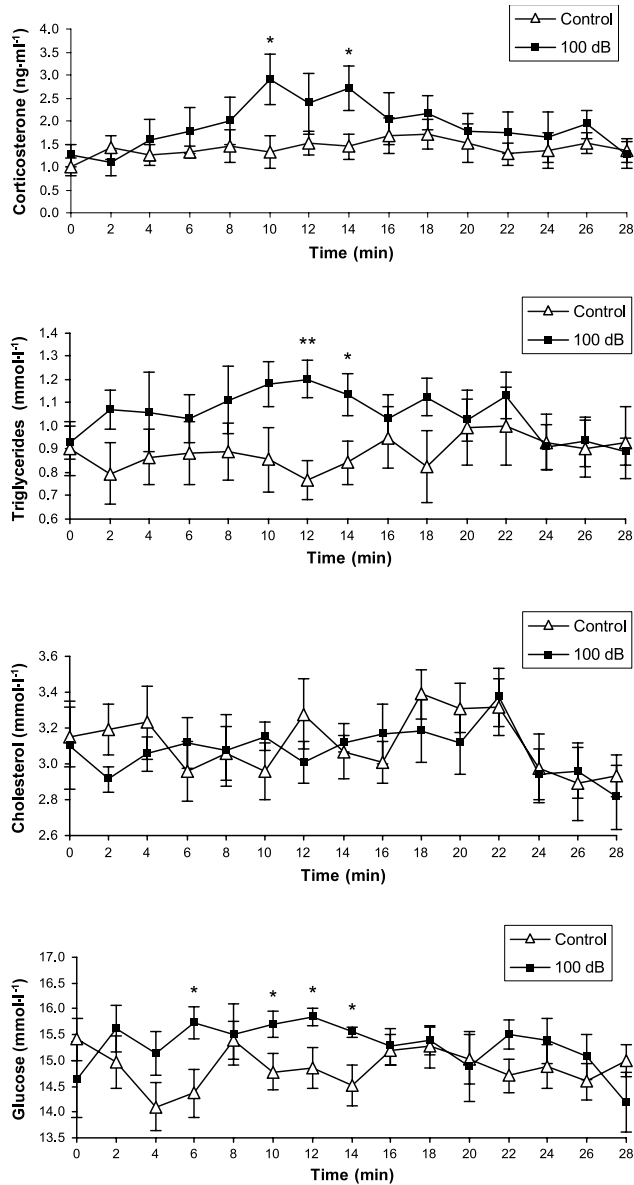 Control
100 dB
Corticosterone (ng·ml-1)
4.0
3.5
3.0
2.5
2.0
1.5
1.0
0.5
0.0
* *
0 2 4 6 8 10 12 14 16 18 20 22 24 26 28
Time (min)
Control
100 dB
Triglycerides (mmol·l-1)
1.4
1.3
1.2
1.1
1.0
0.9
0.8
0.7
0.6
** *
0 2 4 6 8 10 12 14 16 18 20 22 24 26 28
Time (min)
Control
100 dB
Cholesterol (mmol·l-1)
3.6
3.4
3.2
3.0
2.8
2.6
0 2 4 6 8 10 12 14 16 18 20 22 24 26 28
Time (min)
Control
100 dB
Glucose (mmol·l-1)
17.0
16.5
16.0
15.5
15.0
14.5
14.0
13.5
* * * *
0 2 4 6 8 10 12 14 16 18 20 22 24 26 28
Time (min)